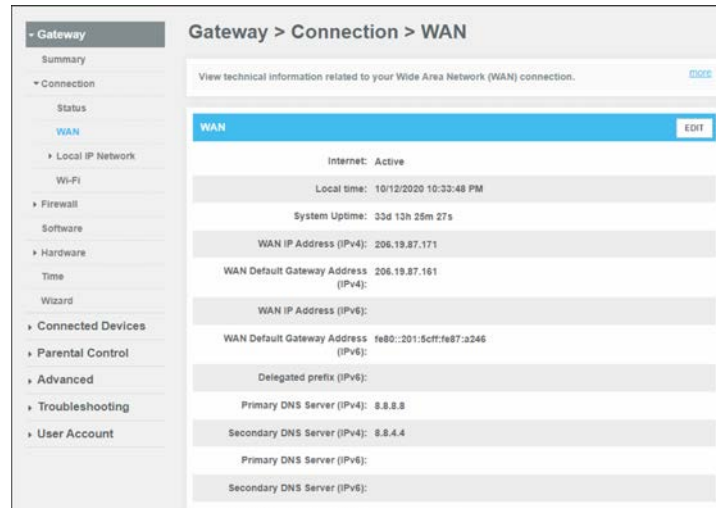 Gateway
Summary
Connection
Status
WAN
Local IP Network
Wi-Fi
Firewall
Software
Hardware
Time
Wizard
Connected Devices
Parental Control
Advanced
Troubleshooting
User Account
Gateway > Connection > WAN
View technical information related to your Wide Area Network (WAN) connection.
more
WAN
EDIT
Internet: Active
Local time: 10/12/2020 10:33:48 PM
System Uptime: 33d 13h 25m 27s
WAN IP Address (IPv4): 206.19.87.171
WAN Default Gateway Address 206.19.87.161
(IPv4):
WAN IP Address (IPv6):
WAN Default Gateway Address fe80::201:5cff:fe87:a246
(IPv6):
Delegated prefix (IPv6):
Primary DNS Server (IPv4): 8.8.8.8
Secondary DNS Server (IPv4): 8.8.4.4
Primary DNS Server (IPv6):
Secondary DNS Server (IPv6):